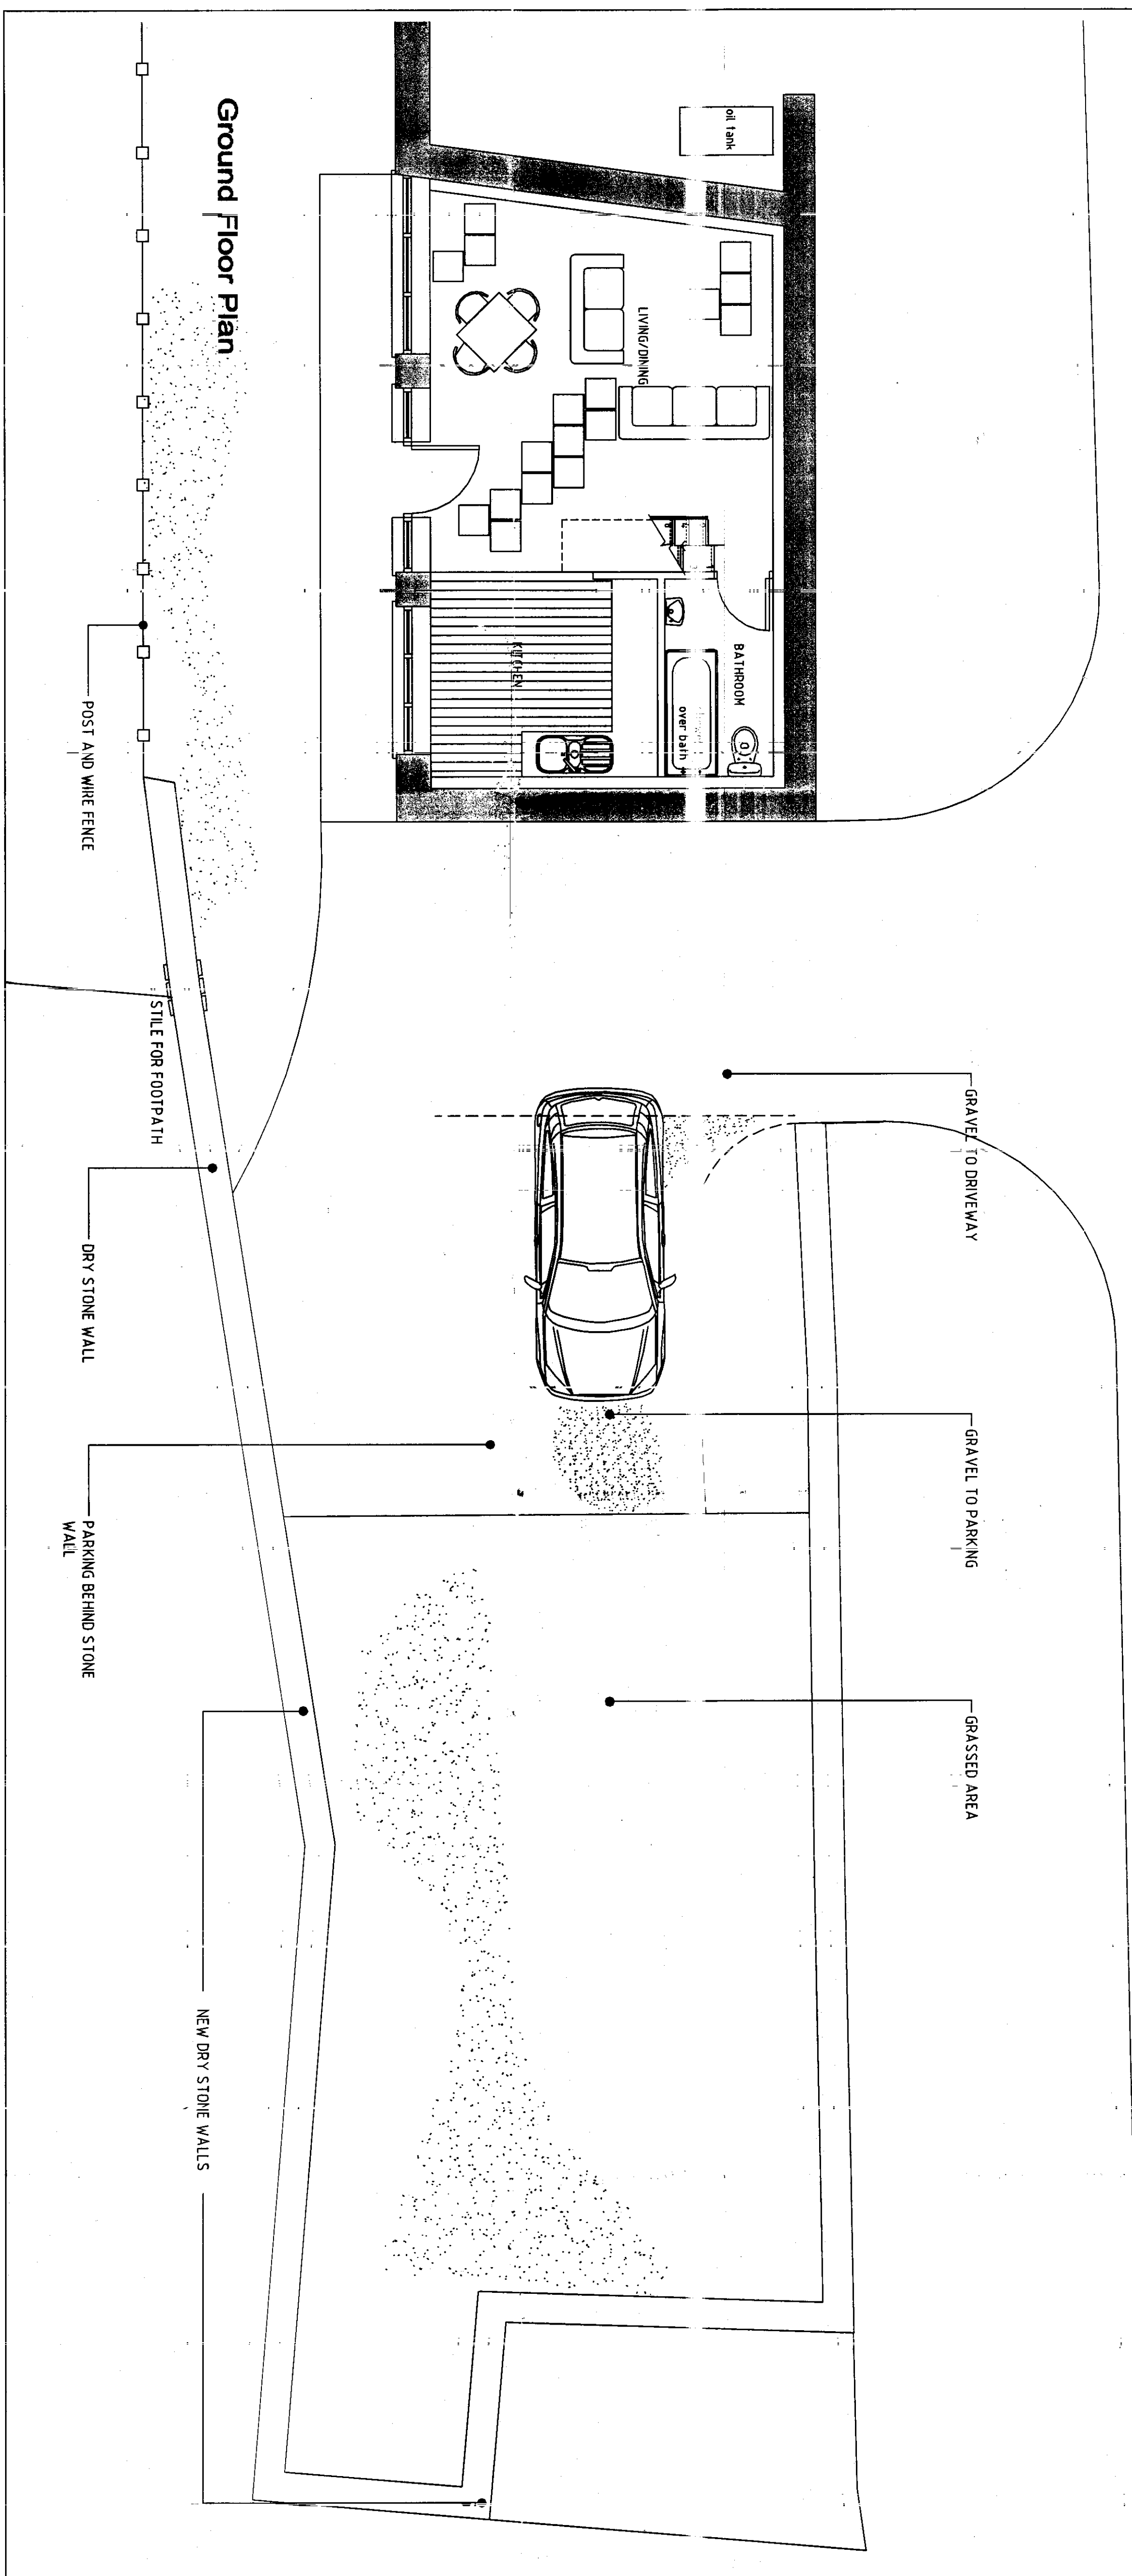 Ground Floor Plan
oil tank
LIVING/DINING
KITCHEN
BATHROOM
over bath
GRAVEL TO DRIVEWAY
GRAVEL TO PARKING
GRASSED AREA
POST AND WIRE FENCE
STILE FOR FOOTPATH
DRY STONE WALL
PARKING BEHIND STONE
WALL
NEW DRY STONE WALLS